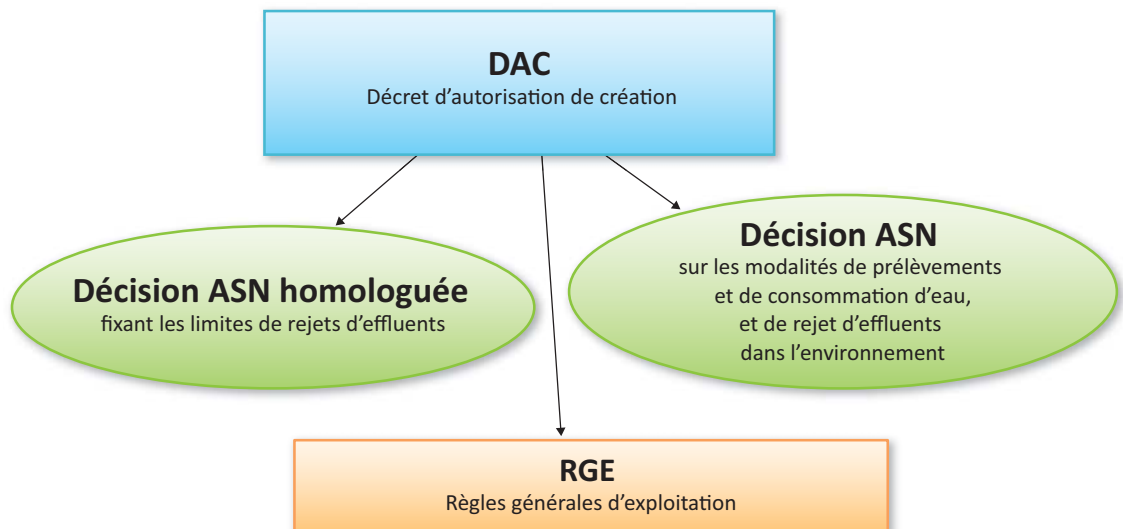 DAC
Décret d'autorisation de création
Décision ASN homologuée
fixant les limites de rejets d'effluents
Décision ASN
sur les modalités de prélèvements
et de consommation d'eau,
et de rejet d'effluents
dans l'environnement
RGE
Règles générales d'exploitation